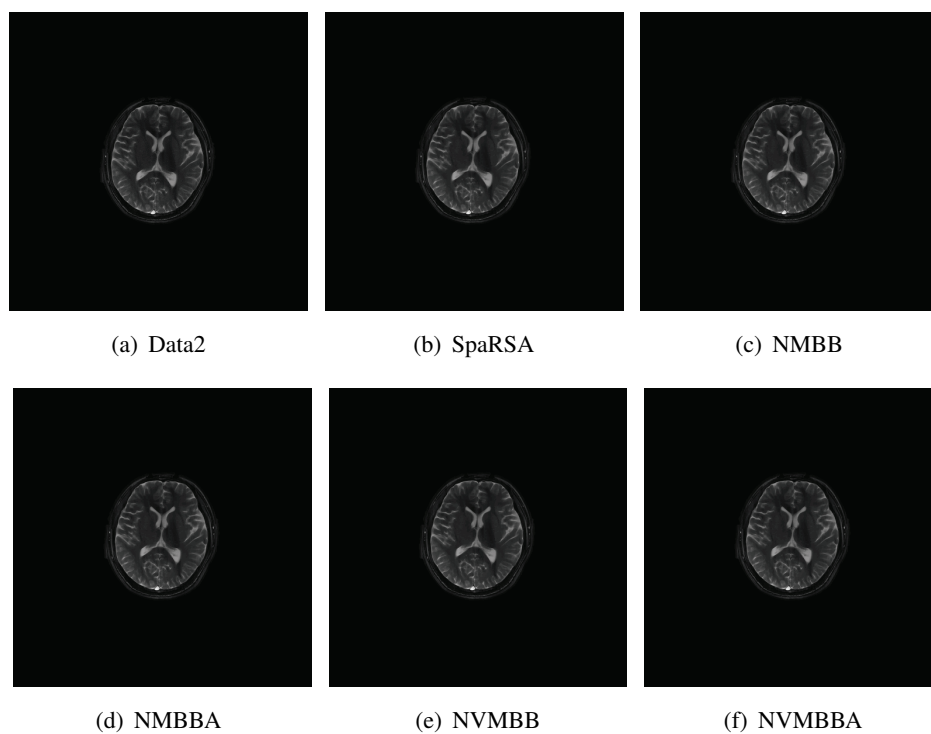 (a) Data2
(b) SpaRSA
(c) NMBB
(d) NMBBA
(e) NVMBB
(f) NVMBBA